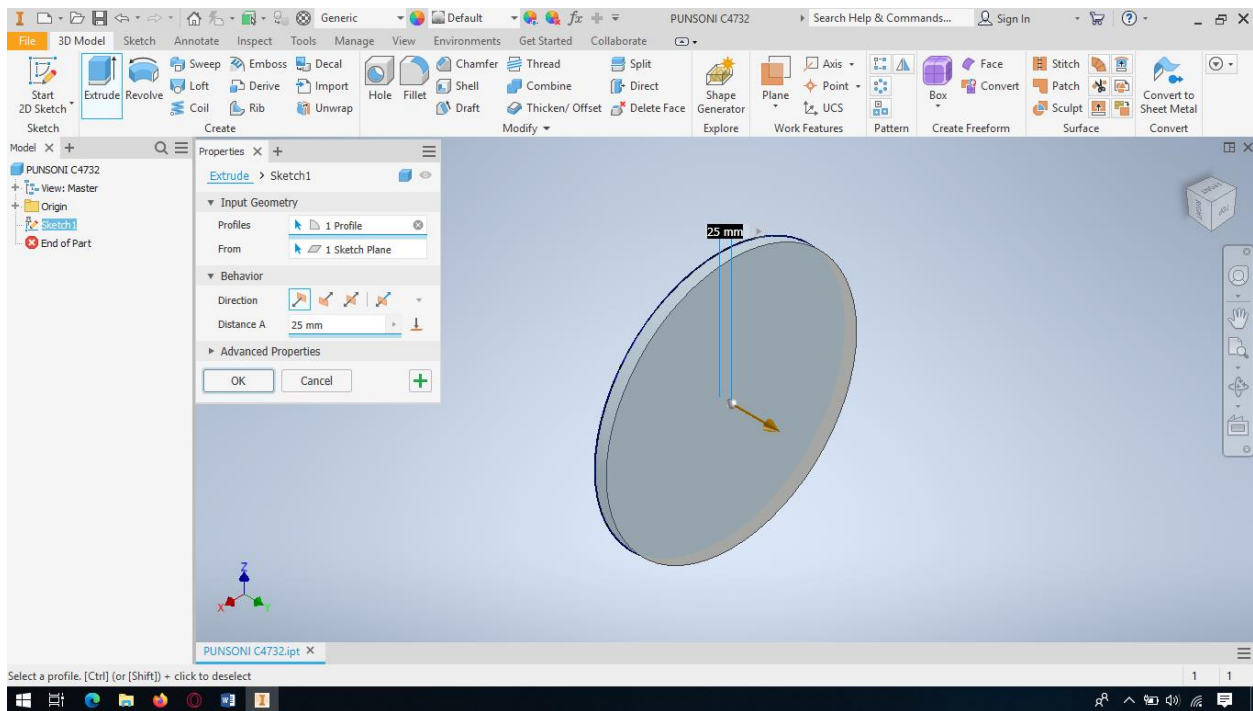 Generic Default fx PUNSONI C4732 Search Help & Commands... Sign In
File 3D Model Sketch Annotate Inspect Tools Manage View Environments Get Started Collaborate
Start 2D Sketch Extrude Revolve Sweep Emboss Decal Hole Fillet Chamfer Thread Split Shape Generator Plane Axis Box Face Stitch Convert to Sheet Metal
Loft Derive Import Shell Combine Direct Point Convert Patch
Coil Rib Unwrap Draft Thicken/ Offset Delete Face UCS Sculpt
Sketch Create Modify Explore Work Features Pattern Create Freeform Surface Convert
Model
PUNSONI C4732
View: Master
Origin
Sketch1
End of Part
Properties
Extrude > Sketch1
Input Geometry
Profiles 1 Profile
From 1 Sketch Plane
Behavior
Direction
Distance A 25 mm
Advanced Properties
OK Cancel
25 mm
FRONT
RIGHT
Z
X
Y
PUNSONI C4732.ipt
Select a profile. [Ctrl] (or [Shift]) + click to deselect 1 1